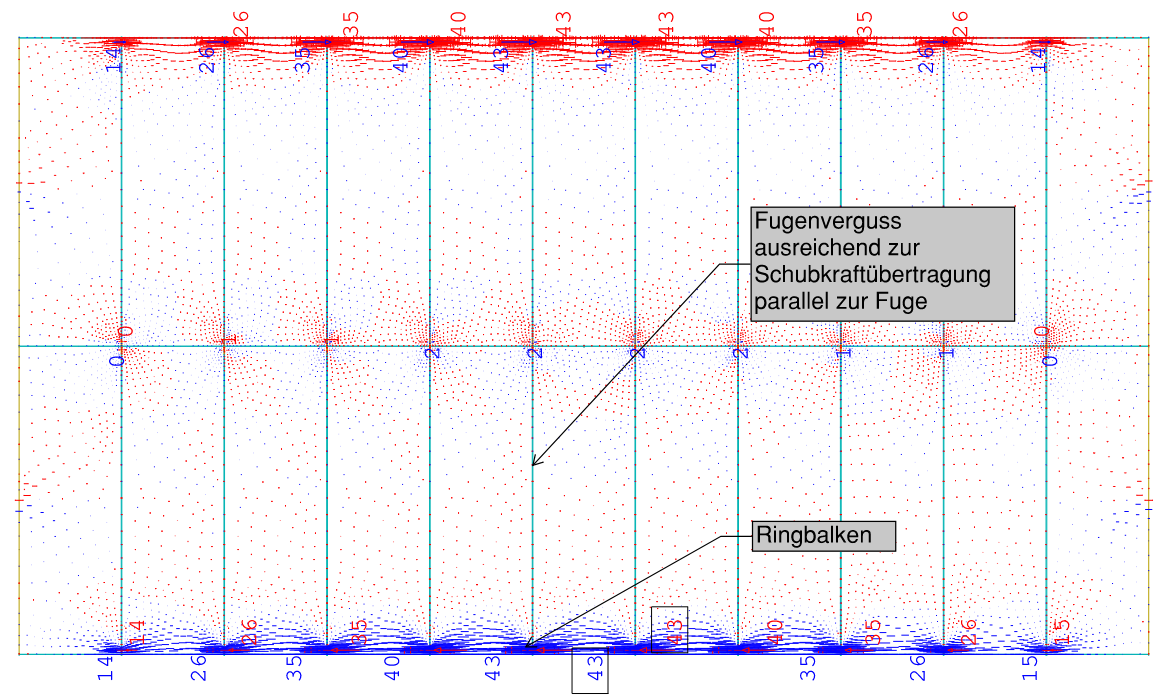 26 35 40 43 43 40 35 26
14 26 35 40 43 43 40 35 26 14
Fugenverguss
ausreichend zur
Schubkraftübertragung
parallel zur Fuge
0 1 1 0
0 2 2 2 2 1 1 0
Ringbalken
14 26 35 43 40 35 26 15
14 26 35 40 43 43 35 26 15